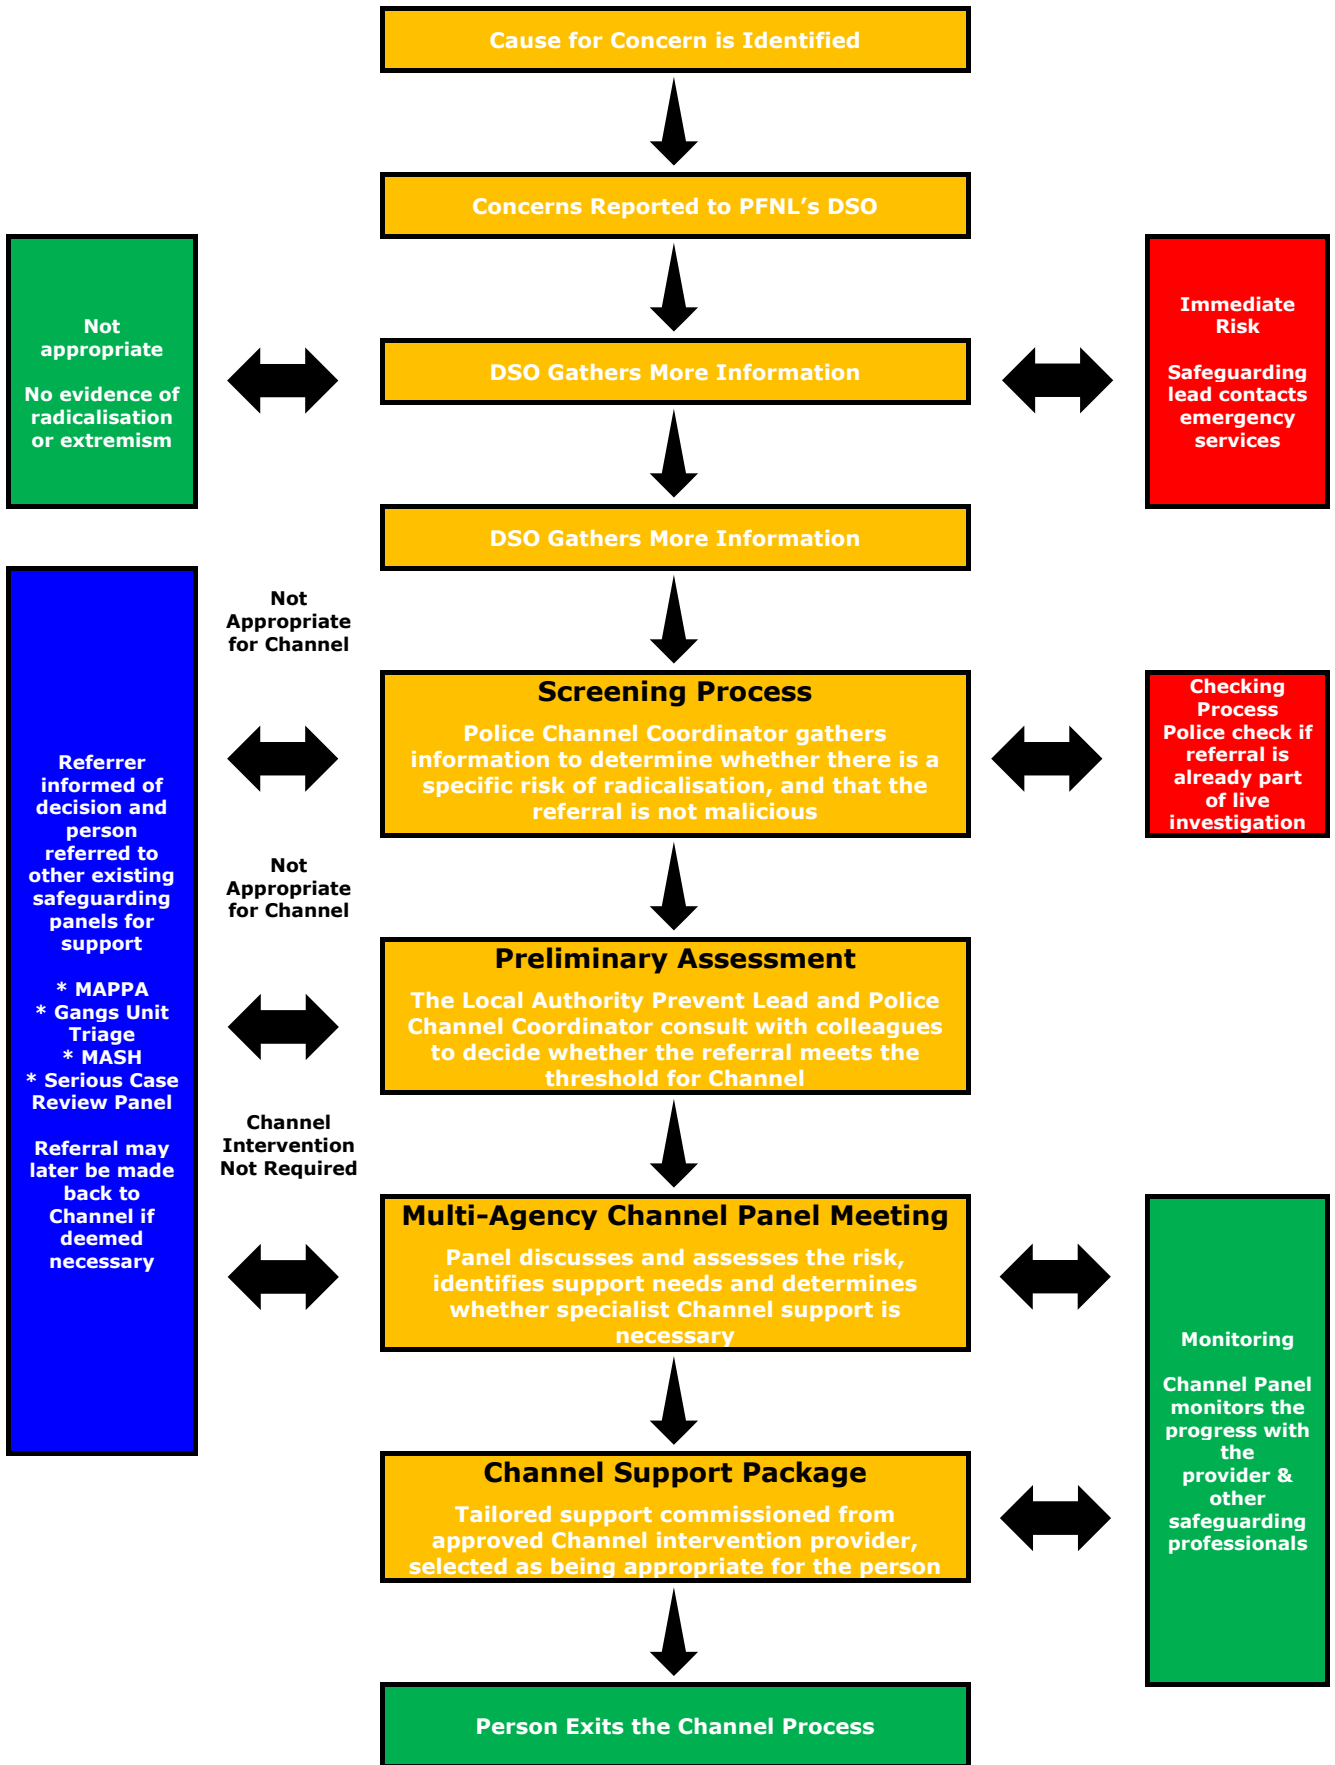 Cause for Concern is Identified
Concerns Reported to PFNL’s DSO
Not
appropriate
No evidence of
radicalisation
or extremism
DSO Gathers More Information
Immediate
Risk
Safeguarding
lead contacts
emergency
services
DSO Gathers More Information
Not
Appropriate
for Channel
Screening Process
Police Channel Coordinator gathers
information to determine whether there is a
specific risk of radicalisation, and that the
referral is not malicious
Checking
Process
Police check if
referral is
already part
of live
investigation
Referrer
informed of
decision and
person
referred to
other existing
safeguarding
panels for
support
* MAPPA
* Gangs Unit
Triage
* MASH
* Serious Case
Review Panel
Referral may
later be made
back to
Channel if
deemed
necessary
Not
Appropriate
for Channel
Preliminary Assessment
The Local Authority Prevent Lead and Police
Channel Coordinator consult with colleagues
to decide whether the referral meets the
threshold for Channel
Channel
Intervention
Not Required
Multi-Agency Channel Panel Meeting
Panel discusses and assesses the risk,
identifies support needs and determines
whether specialist Channel support is
necessary
Monitoring
Channel Panel
monitors the
progress with
the
provider &
other
safeguarding
professionals
Channel Support Package
Tailored support commissioned from
approved Channel intervention provider,
selected as being appropriate for the person
Person Exits the Channel Process